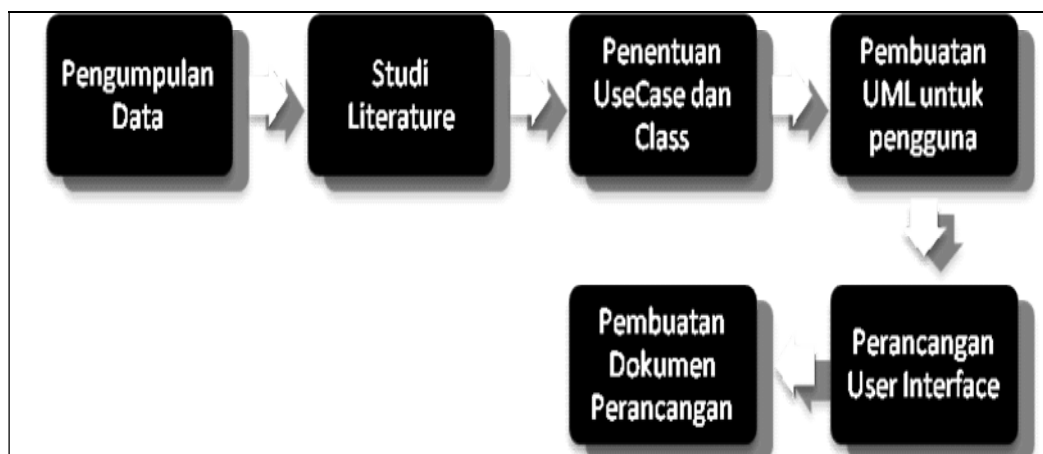 Pengumpulan
Data
Studi
Literature
Penentuan
UseCase dan
Class
Pembuatan
UML untuk
pengguna
Perancangan
User Interface
Pembuatan
Dokumen
Perancangan